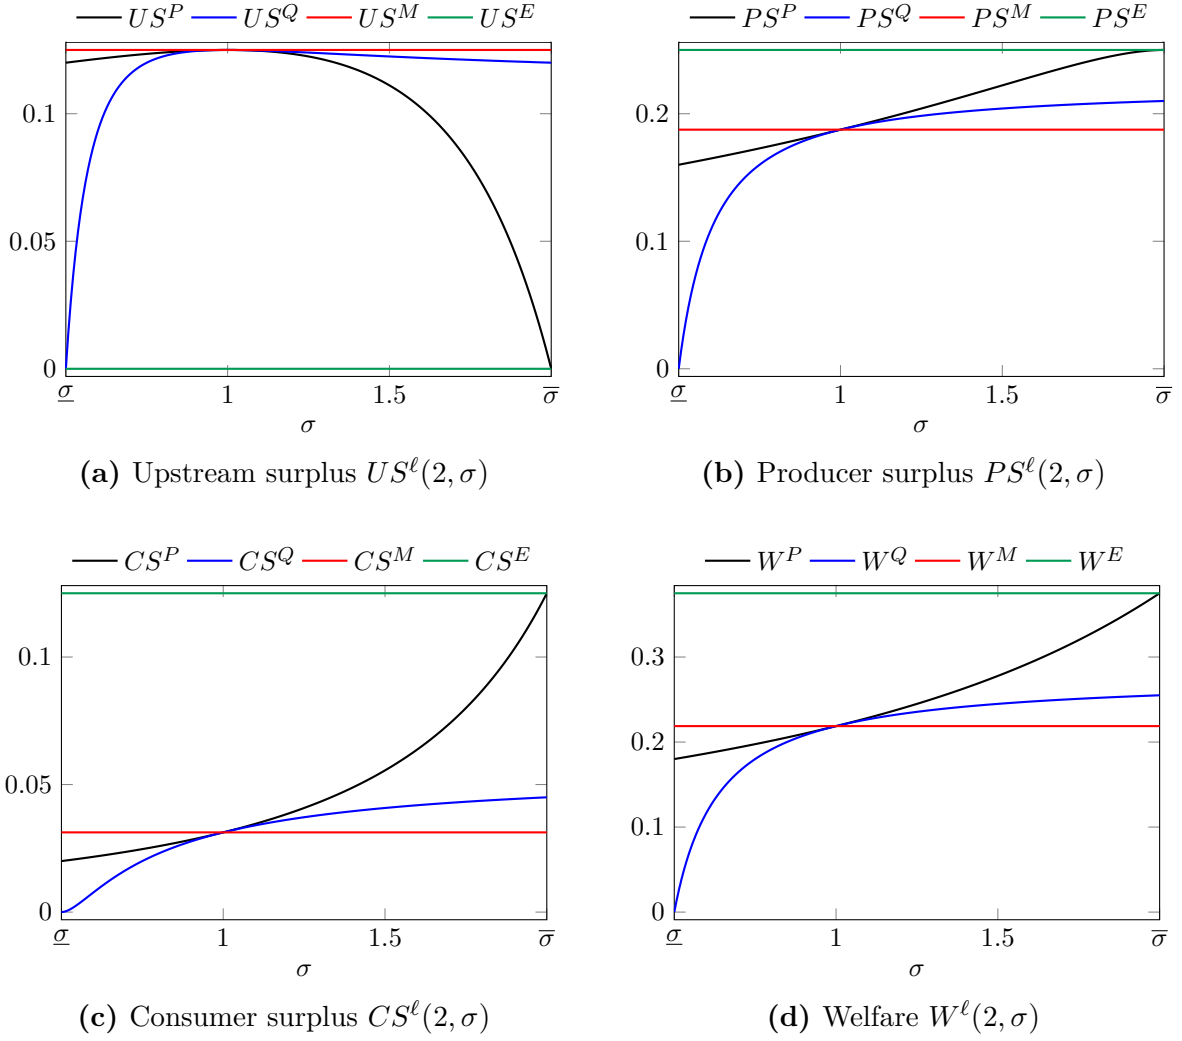 US^P US^Q US^M US^E
0.1
0.05
0
σ̲ 1 1.5 σ̅
σ
(a) Upstream surplus US^ℓ(2, σ)
PS^P PS^Q PS^M PS^E
0.2
0.1
0
σ̲ 1 1.5 σ̅
σ
(b) Producer surplus PS^ℓ(2, σ)
CS^P CS^Q CS^M CS^E
0.1
0.05
0
σ̲ 1 1.5 σ̅
σ
(c) Consumer surplus CS^ℓ(2, σ)
W^P W^Q W^M W^E
0.3
0.2
0.1
0
σ̲ 1 1.5 σ̅
σ
(d) Welfare W^ℓ(2, σ)